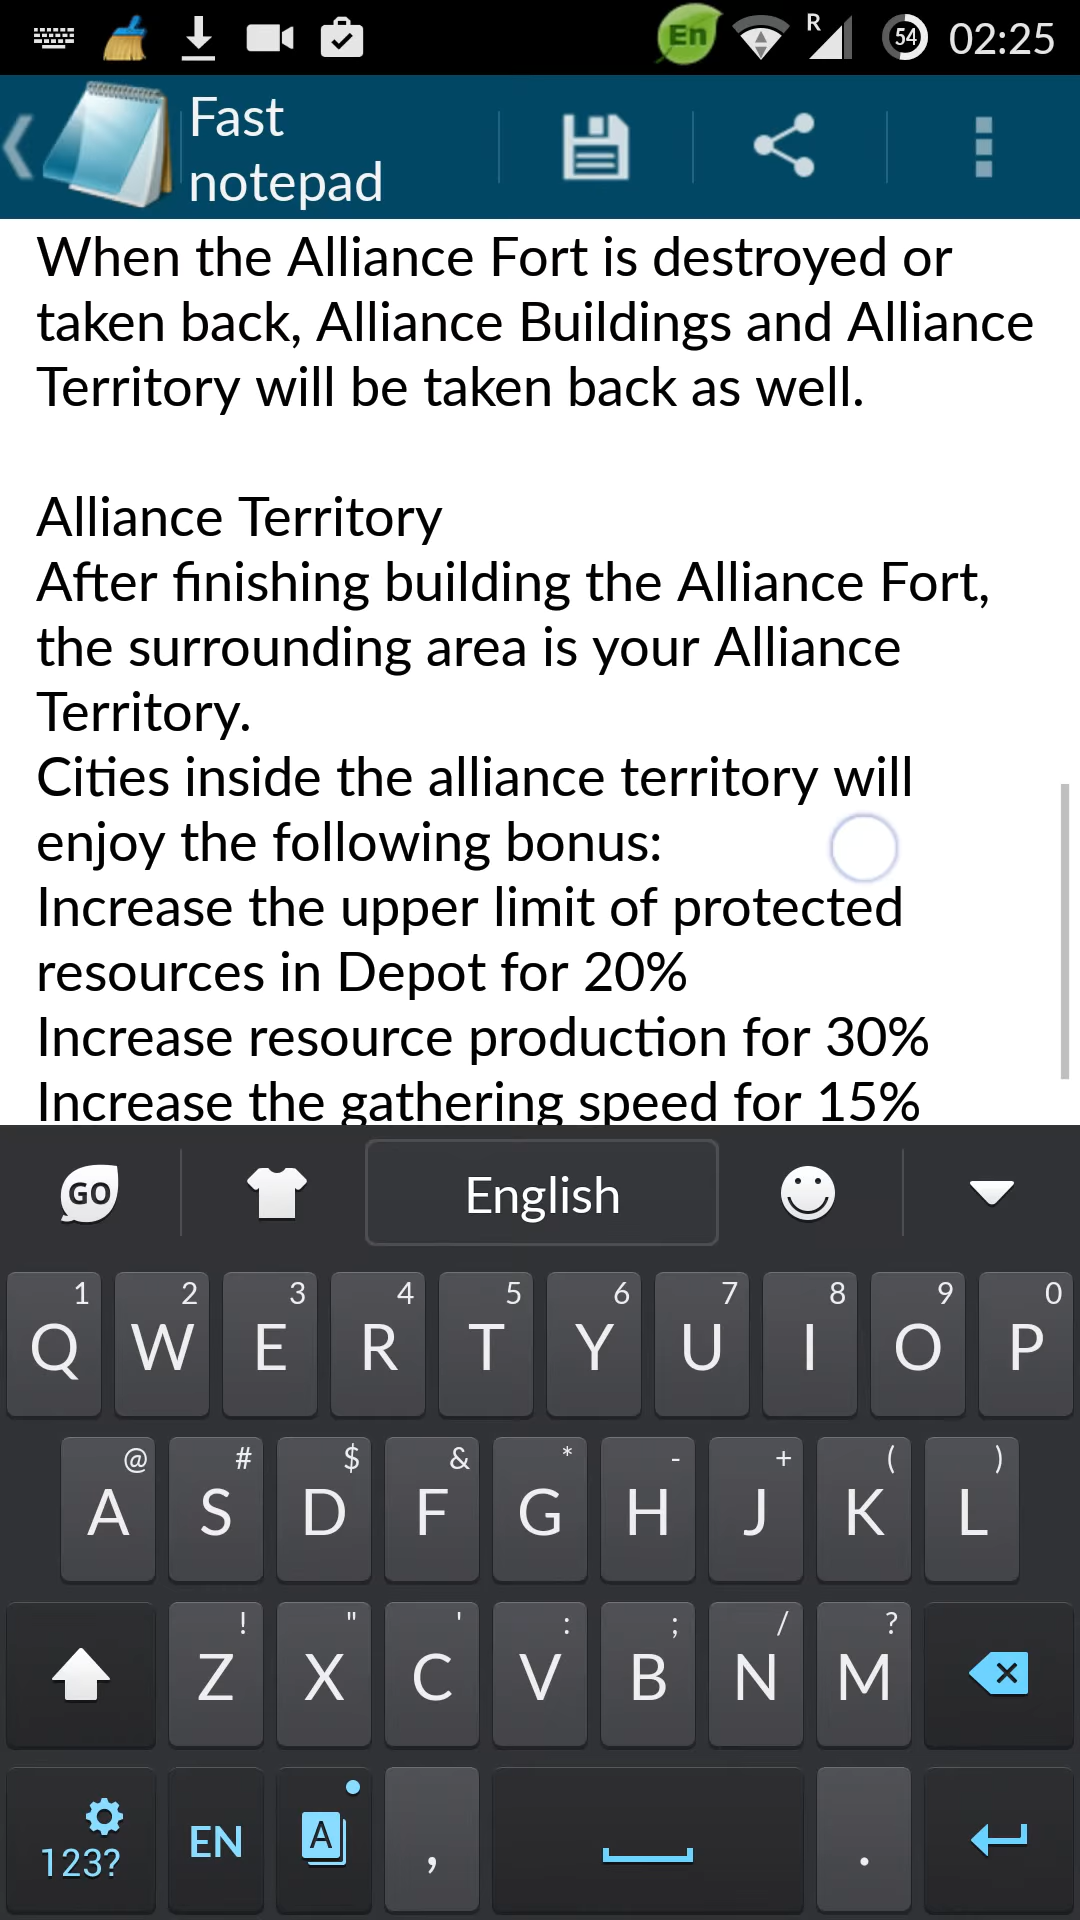 En R 54 02:25
Fast
notepad
When the Alliance Fort is destroyed or
taken back, Alliance Buildings and Alliance
Territory will be taken back as well.
Alliance Territory
After finishing building the Alliance Fort,
the surrounding area is your Alliance
Territory.
Cities inside the alliance territory will
enjoy the following bonus:
Increase the upper limit of protected
resources in Depot for 20%
Increase resource production for 30%
Increase the gathering speed for 15%
GO English
1 2 3 4 5 6 7 8 9 0
Q W E R T Y U I O P
@ # $ & * - + ( )
A S D F G H J K L
! " ' : ; / ?
Z X C V B N M
123? EN A , .